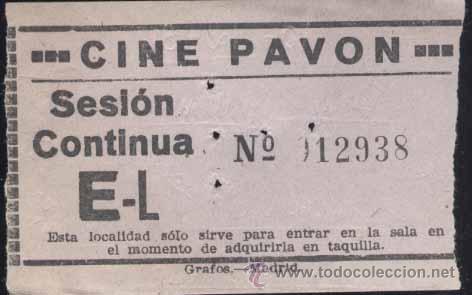 CINE PAVON
Sesión
Continua Nº 012938
E-L
Esta localidad sólo sirve para entrar en la sala en
el momento de adquirirla en taquilla.
Grafos.—Madrid.
todocoleccion
www.todocoleccion.net